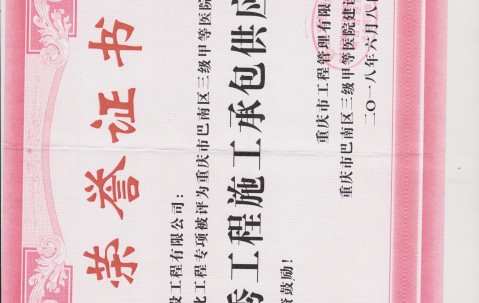 荣誉证书
设工程有限公司：
工程专项被评为重庆市巴南区三级甲等医院
秀工程施工承包供应
鼓励！
重庆市工程管理有限
重庆市巴南区三级甲等医院建设
二〇一八年六月八日